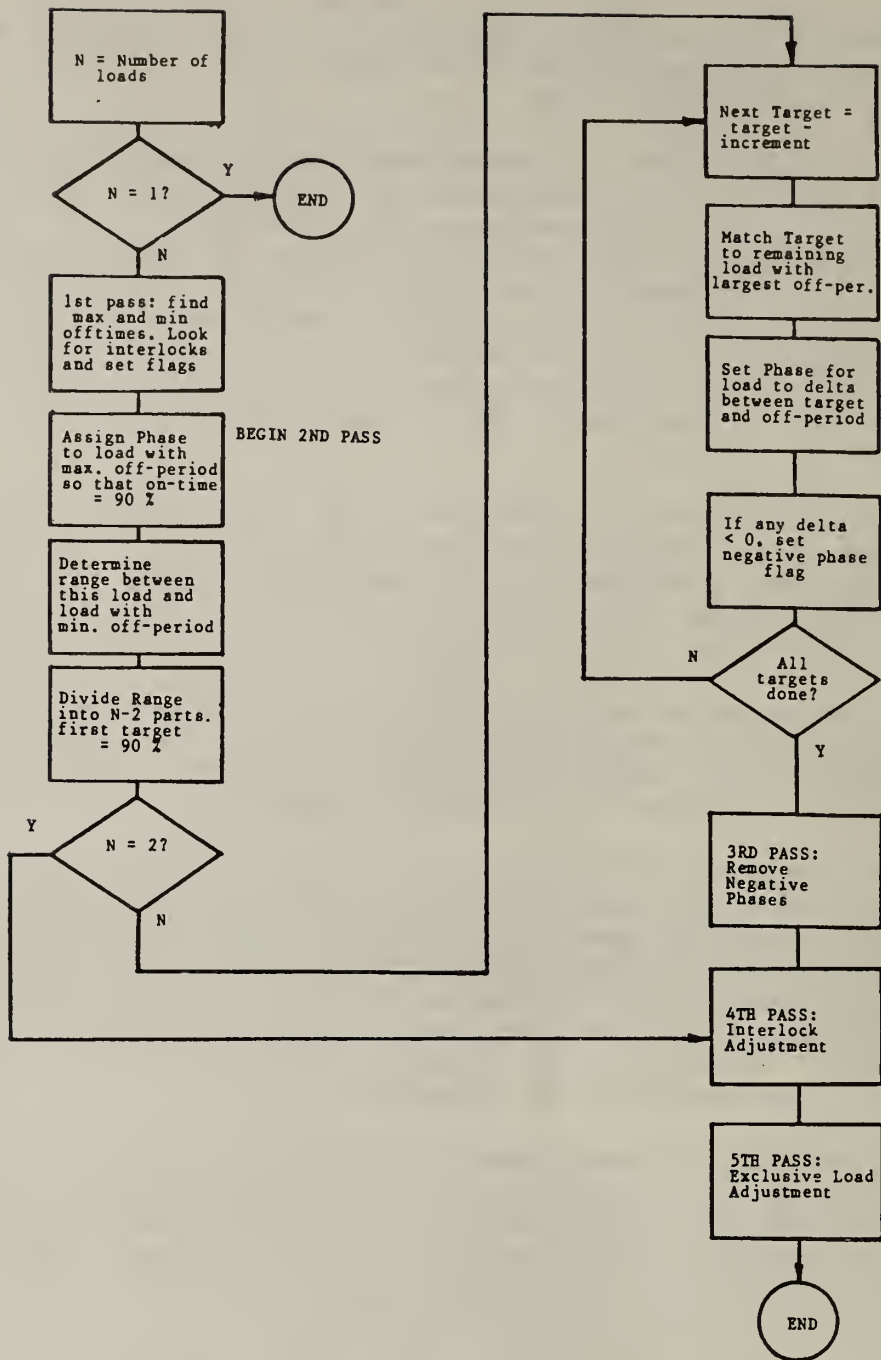 N = Number of
loads
N = 1?
Y
END
N
1st pass: find
max and min
offtimes. Look
for interlocks
and set flags
Assign Phase
to load with
max. off-period
so that on-time
= 90 %
BEGIN 2ND PASS
Determine
range between
this load and
load with
min. off-period
Divide Range
into N-2 parts.
first target
= 90 %
Y
N = 2?
N
Next Target =
target -
increment
Match Target
to remaining
load with
largest off-per.
Set Phase for
load to delta
between target
and off-period
If any delta
< 0, set
negative phase
flag
N
All
targets
done?
Y
3RD PASS:
Remove
Negative
Phases
4TH PASS:
Interlock
Adjustment
5TH PASS:
Exclusive Load
Adjustment
END